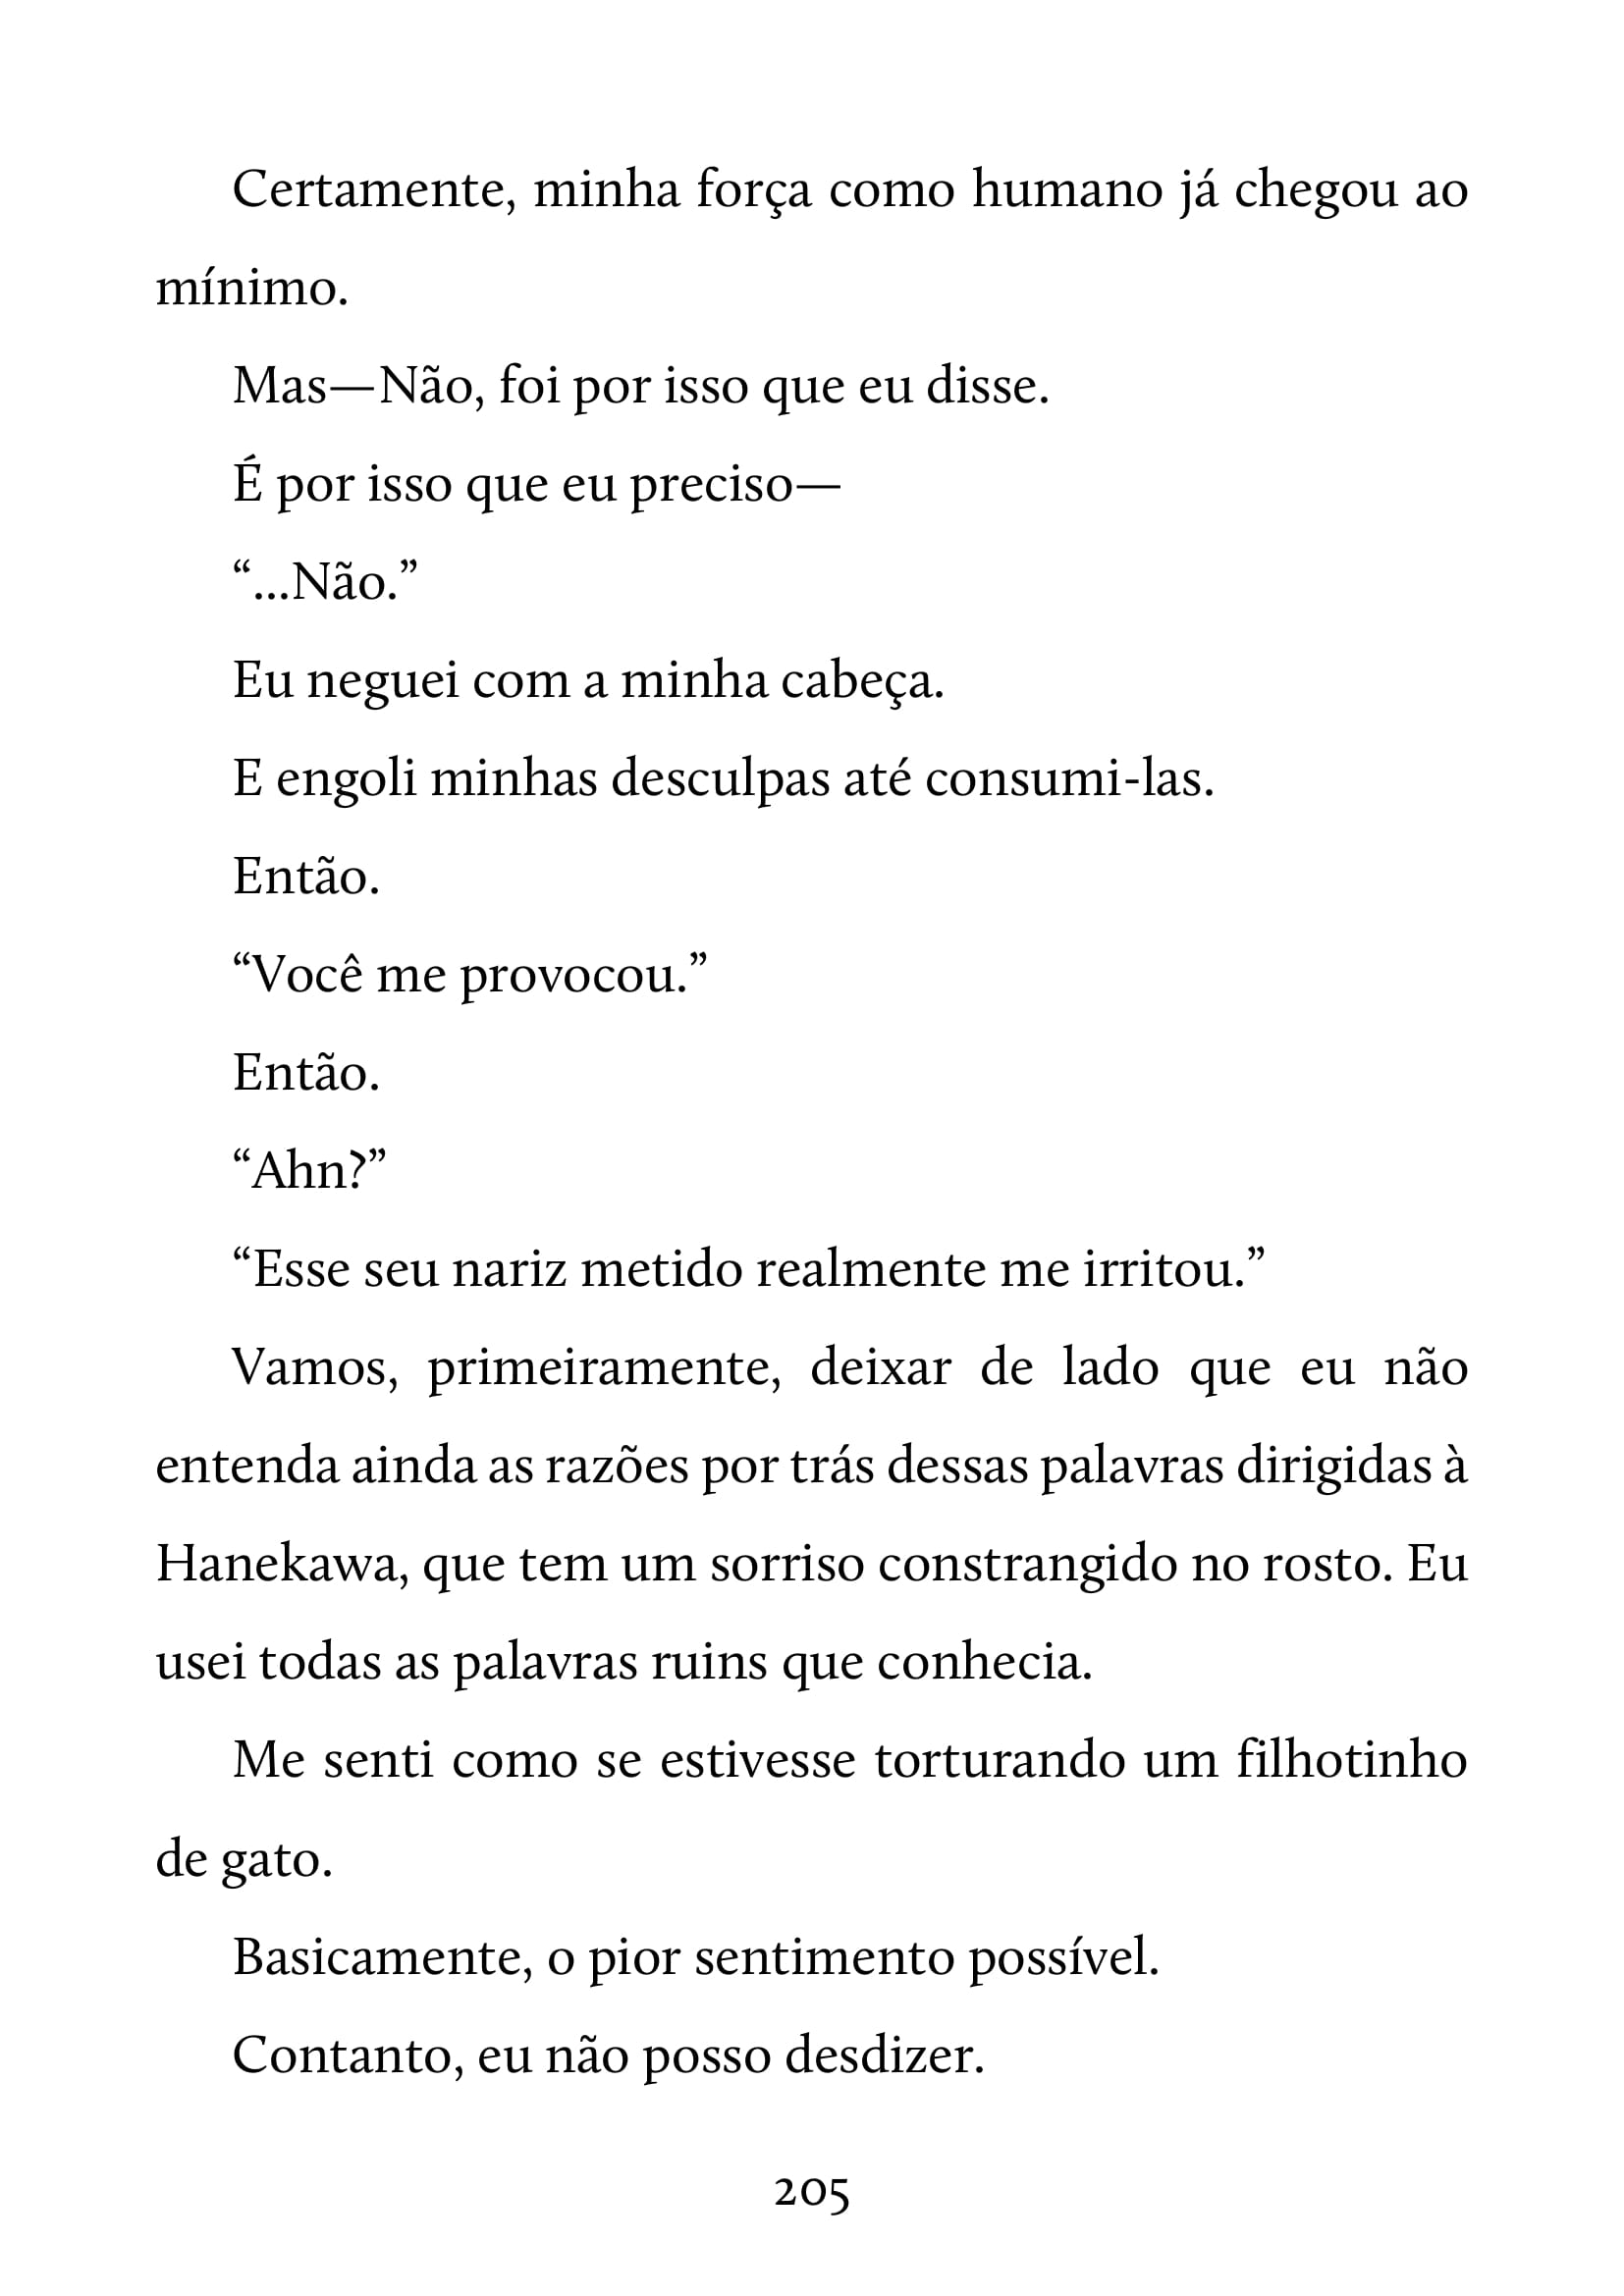 Certamente, minha força como humano já chegou ao
mínimo.
Mas—Não, foi por isso que eu disse.
É por isso que eu preciso—
“...Não.”
Eu neguei com a minha cabeça.
E engoli minhas desculpas até consumi-las.
Então.
“Você me provocou.”
Então.
“Ahn?”
“Esse seu nariz metido realmente me irritou.”
Vamos, primeiramente, deixar de lado que eu não
entenda ainda as razões por trás dessas palavras dirigidas à
Hanekawa, que tem um sorriso constrangido no rosto. Eu
usei todas as palavras ruins que conhecia.
Me senti como se estivesse torturando um filhotinho
de gato.
Basicamente, o pior sentimento possível.
Contanto, eu não posso desdizer.
205